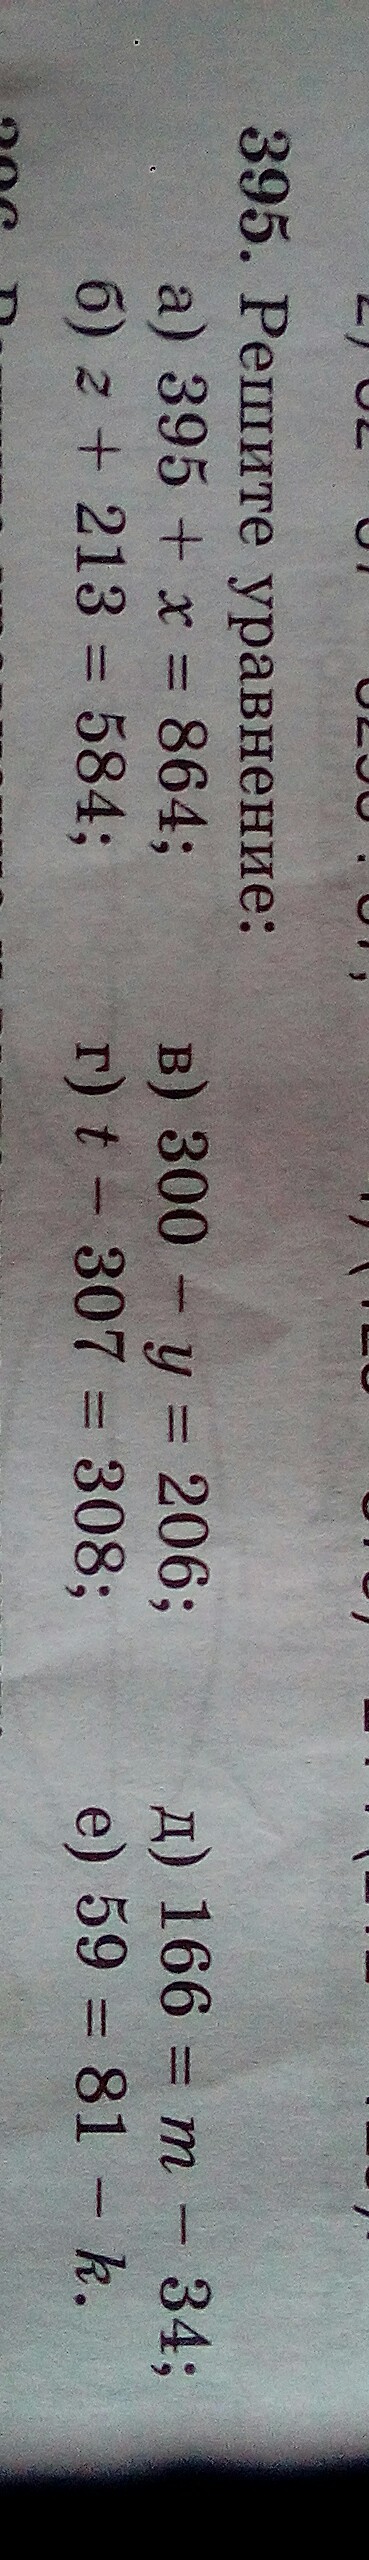 395. Решите уравнение:
а) 395 + x = 864; в) 300 − y = 206; д) 166 = m − 34;
б) z + 213 = 584; г) t − 307 = 308; е) 59 = 81 − k.